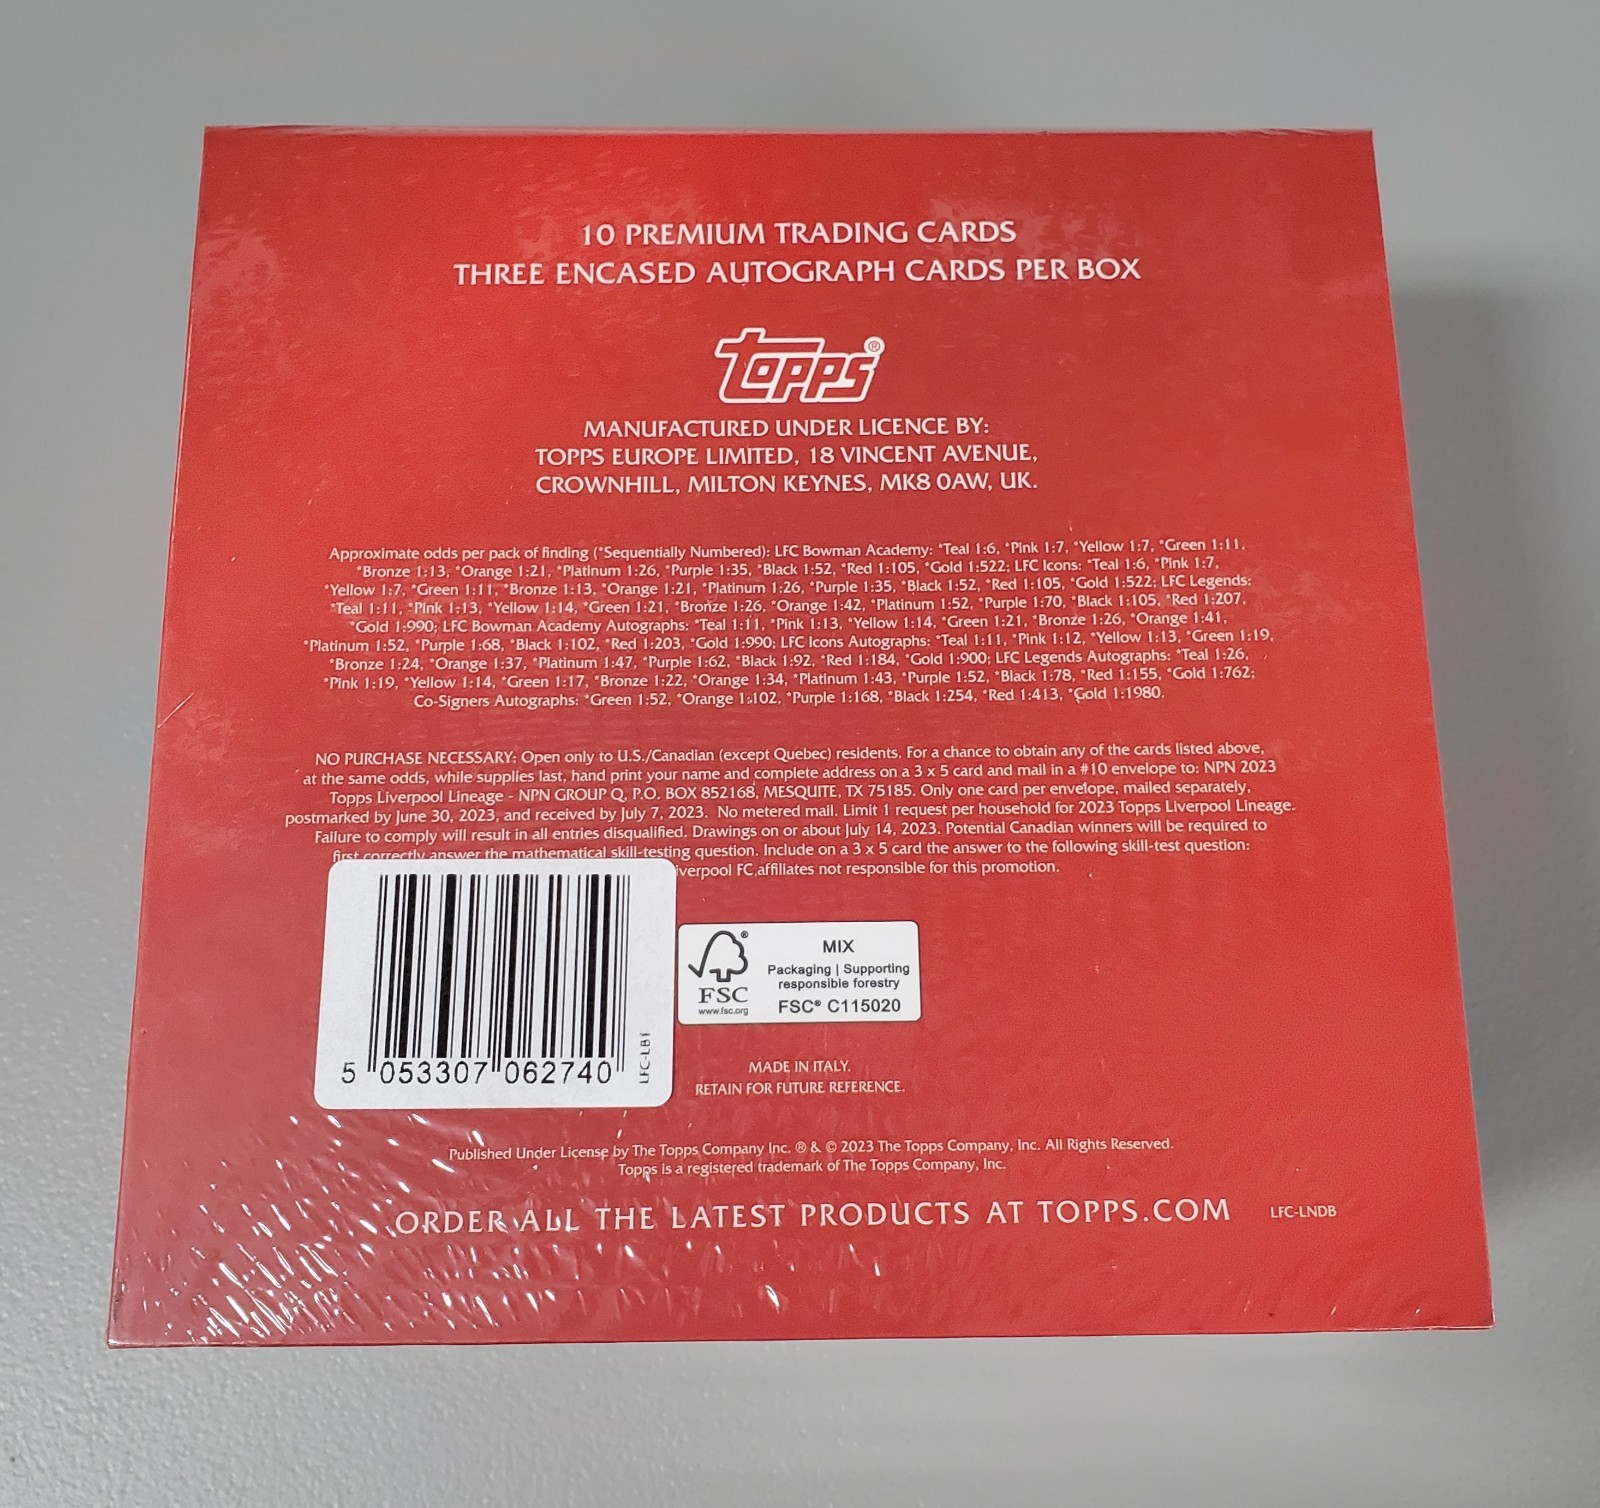 10 PREMIUM TRADING CARDS
THREE ENCASED AUTOGRAPH CARDS PER BOX
Topps®
MANUFACTURED UNDER LICENCE BY:
TOPPS EUROPE LIMITED, 18 VINCENT AVENUE,
CROWNHILL, MILTON KEYNES, MK8 0AW, UK.
Approximate odds per pack of finding (*Sequentially Numbered): LFC Bowman Academy: *Teal 1:6, *Pink 1:7, *Yellow 1:7, *Green 1:11,
*Bronze 1:13, *Orange 1:21, *Platinum 1:26, *Purple 1:35, *Black 1:52, *Red 1:105, *Gold 1:522; LFC Icons: *Teal 1:6, *Pink 1:7,
*Yellow 1:7, *Green 1:11, *Bronze 1:13, *Orange 1:21, *Platinum 1:26, *Purple 1:35, *Black 1:52, *Red 1:105, *Gold 1:522; LFC Legends:
*Teal 1:11, *Pink 1:13, *Yellow 1:14, *Green 1:21, *Bronze 1:26, *Orange 1:42, *Platinum 1:52, *Purple 1:70, *Black 1:105, *Red 1:207,
*Gold 1:990; LFC Bowman Academy Autographs: *Teal 1:11, *Pink 1:13, *Yellow 1:14, *Green 1:21, *Bronze 1:26, *Orange 1:41,
*Platinum 1:52, *Purple 1:68, *Black 1:102, *Red 1:203, *Gold 1:990; LFC Icons Autographs: *Teal 1:11, *Pink 1:12, *Yellow 1:13, *Green 1:19,
*Bronze 1:24, *Orange 1:37, *Platinum 1:47, *Purple 1:62, *Black 1:92, *Red 1:184, *Gold 1:900; LFC Legends Autographs: *Teal 1:26,
*Pink 1:19, *Yellow 1:14, *Green 1:17, *Bronze 1:22, *Orange 1:34, *Platinum 1:43, *Purple 1:52, *Black 1:78, *Red 1:155, *Gold 1:762;
Co-Signers Autographs: *Green 1:52, *Orange 1:102, *Purple 1:168, *Black 1:254, *Red 1:413, *Gold 1:1980.
NO PURCHASE NECESSARY: Open only to U.S./Canadian (except Quebec) residents. For a chance to obtain any of the cards listed above,
at the same odds, while supplies last, hand print your name and complete address on a 3 x 5 card and mail in a #10 envelope to: NPN 2023
Topps Liverpool Lineage - NPN GROUP Q, P.O. BOX 852168, MESQUITE, TX 75185. Only one card per envelope, mailed separately,
postmarked by June 30, 2023, and received by July 7, 2023. No metered mail. Limit 1 request per household for 2023 Topps Liverpool Lineage.
Failure to comply will result in all entries disqualified. Drawings on or about July 14, 2023. Potential Canadian winners will be required to
first correctly answer the mathematical skill-testing question. Include on a 3 x 5 card the answer to the following skill-test question:
FC affiliates not responsible for this promotion.
5 053307 062740
LFC-LB1
FSC®
www.fsc.org
MIX
Packaging | Supporting
responsible forestry
FSC® C115020
MADE IN ITALY.
RETAIN FOR FUTURE REFERENCE.
Published Under License by The Topps Company Inc. ® & © 2023 The Topps Company, Inc. All Rights Reserved.
Topps is a registered trademark of The Topps Company, Inc.
ORDER ALL THE LATEST PRODUCTS AT TOPPS.COM
LFC-LNDB